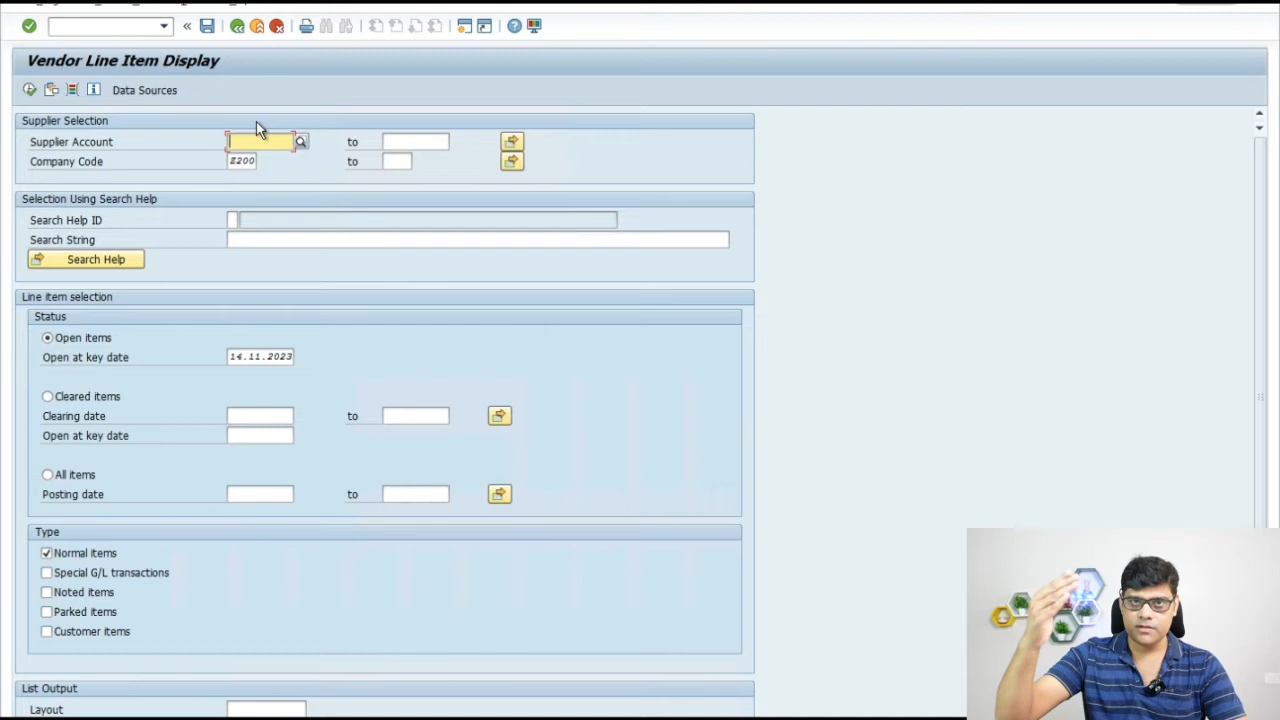 Vendor Line Item Display
Data Sources
Supplier Selection
Supplier Account to
Company Code Z200 to
Selection Using Search Help
Search Help ID
Search String
Search Help
Line item selection
Status
Open items
Open at key date 14.11.2023
Cleared items
Clearing date to
Open at key date
All items
Posting date to
Type
Normal items
Special G/L transactions
Noted items
Parked items
Customer items
List Output
Layout